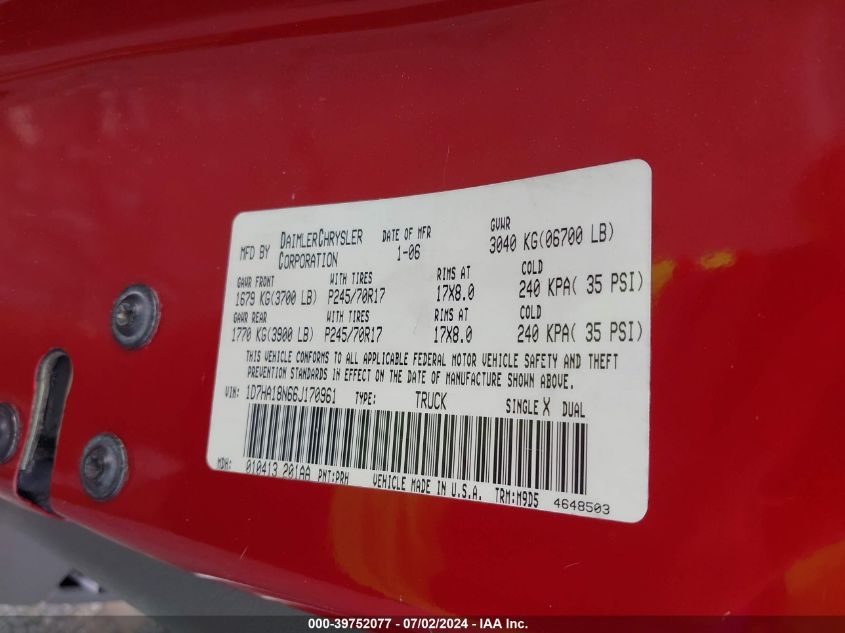 MFD BY DAIMLERCHRYSLER CORPORATION DATE OF MFR 1-06 GVWR 3040 KG(06700 LB)
GAWR FRONT WITH TIRES RIMS AT COLD
1679 KG(3700 LB) P245/70R17 17X8.0 240 KPA( 35 PSI)
GAWR REAR WITH TIRES RIMS AT COLD
1770 KG(3900 LB) P245/70R17 17X8.0 240 KPA( 35 PSI)
THIS VEHICLE CONFORMS TO ALL APPLICABLE FEDERAL MOTOR VEHICLE SAFETY AND THEFT
PREVENTION STANDARDS IN EFFECT ON THE DATE OF MANUFACTURE SHOWN ABOVE.
VIN: 1D7HA18N66J170961 TYPE: TRUCK SINGLE X DUAL
MDH: 010413 201AA PNT:PRH VEHICLE MADE IN U.S.A. TRM:M9D5 4648503
000-39752077 - 07/02/2024 - IAA Inc.